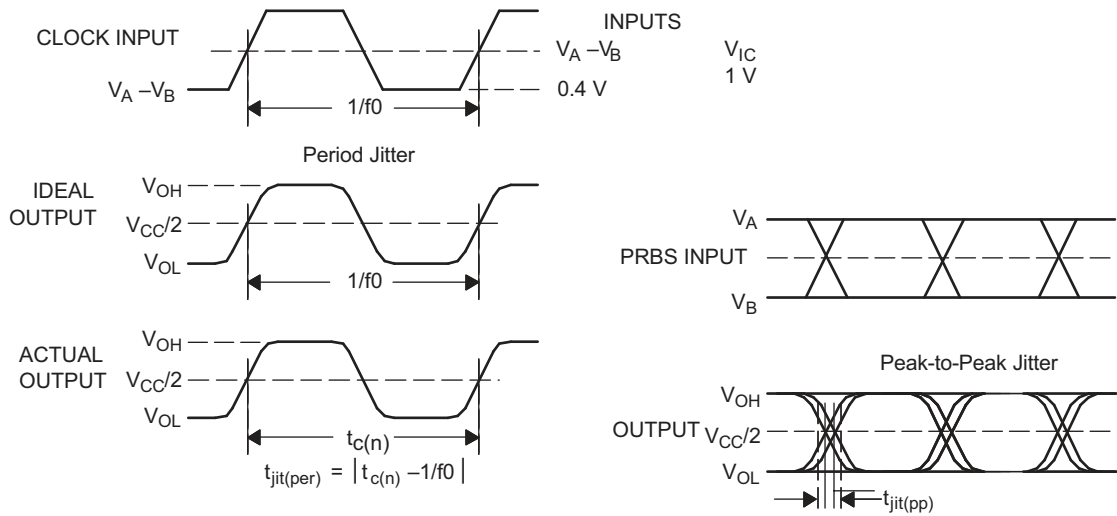 INPUTS
CLOCK INPUT
V_A –V_B
V_IC
1 V
V_A –V_B
0.4 V
1/f0
Period Jitter
IDEAL
OUTPUT
V_OH
V_CC/2
V_OL
1/f0
ACTUAL
OUTPUT
V_OH
V_CC/2
V_OL
t_c(n)
t_jit(per) = |t_c(n) –1/f0|
V_A
PRBS INPUT
V_B
Peak-to-Peak Jitter
V_OH
OUTPUT V_CC/2
V_OL
t_jit(pp)